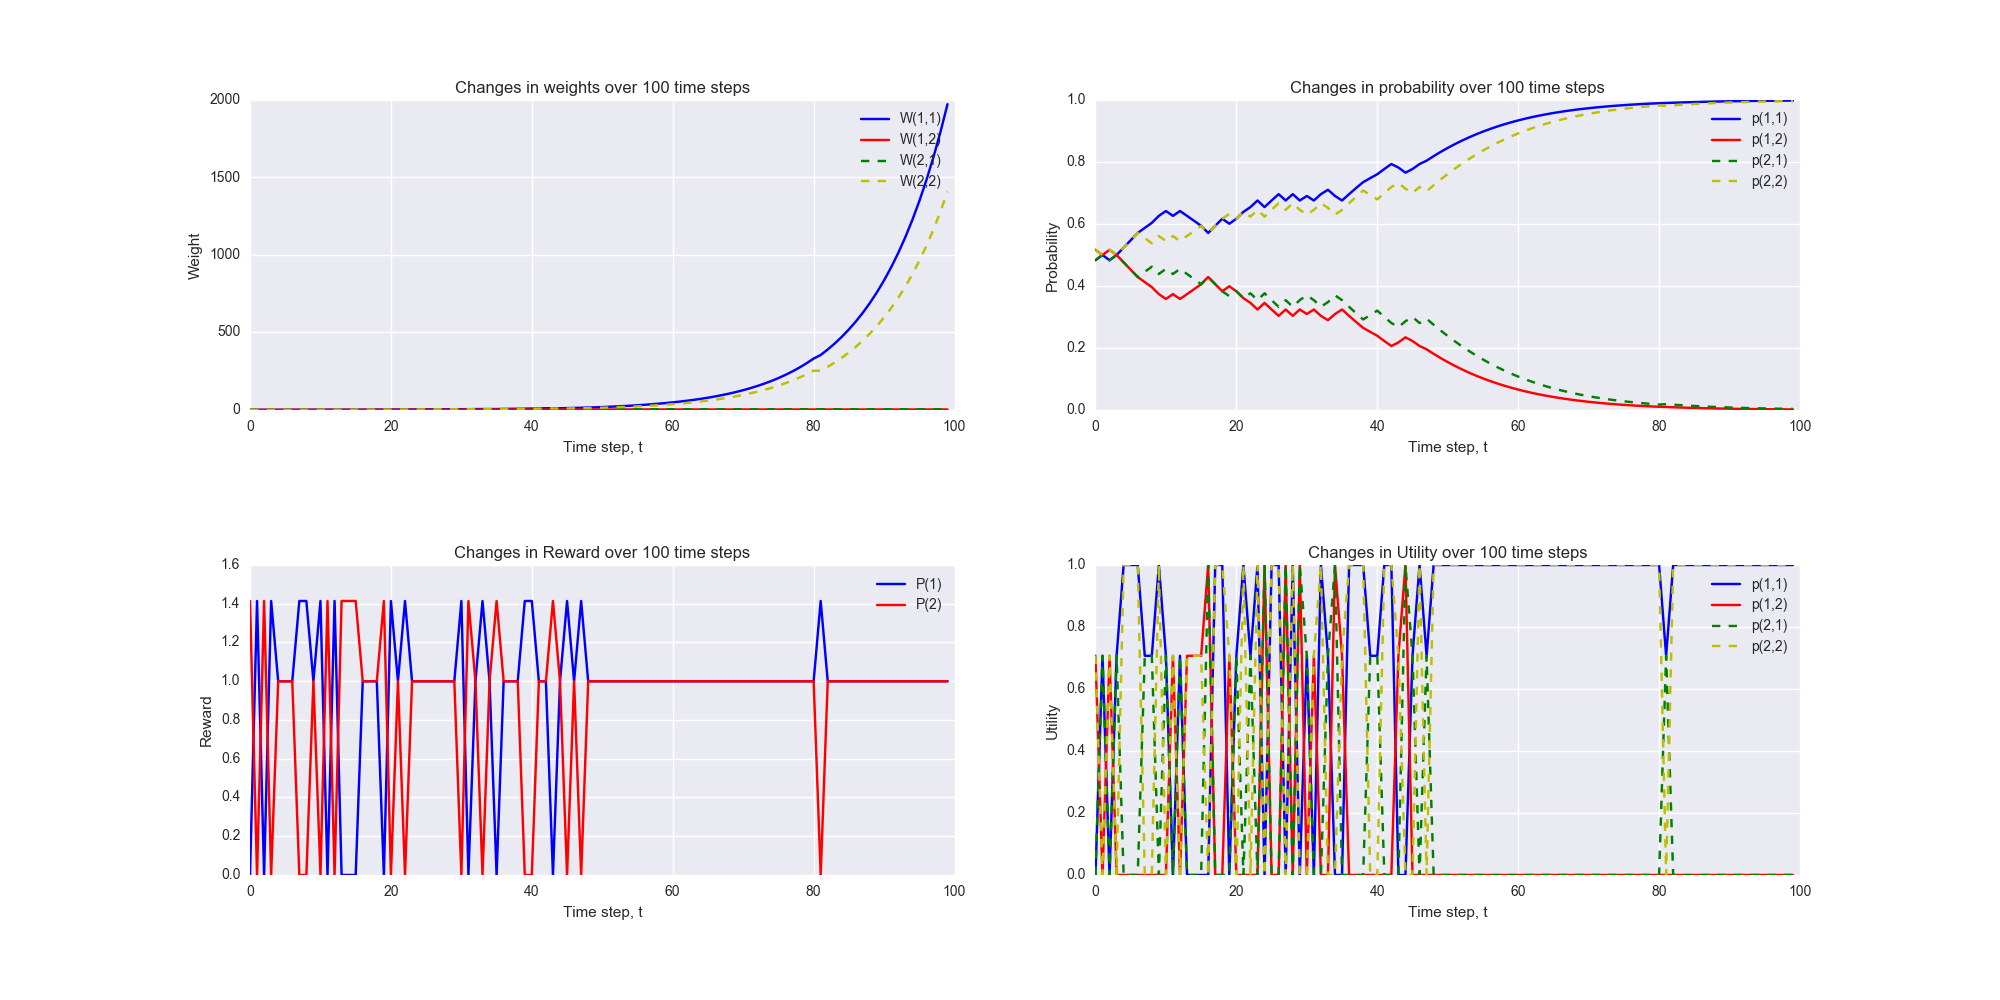 Changes in weights over 100 time steps
2000
1500
1000
500
0
Weight
0 20 40 60 80 100
Time step, t
W(1,1)
W(1,2)
W(2,1)
W(2,2)
Changes in probability over 100 time steps
1.0
0.8
0.6
0.4
0.2
0.0
Probability
0 20 40 60 80 100
Time step, t
p(1,1)
p(1,2)
p(2,1)
p(2,2)
Changes in Reward over 100 time steps
1.6
1.4
1.2
1.0
0.8
0.6
0.4
0.2
0.0
Reward
0 20 40 60 80 100
Time step, t
P(1)
P(2)
Changes in Utility over 100 time steps
1.0
0.8
0.6
0.4
0.2
0.0
Utility
0 20 40 60 80 100
Time step, t
p(1,1)
p(1,2)
p(2,1)
p(2,2)